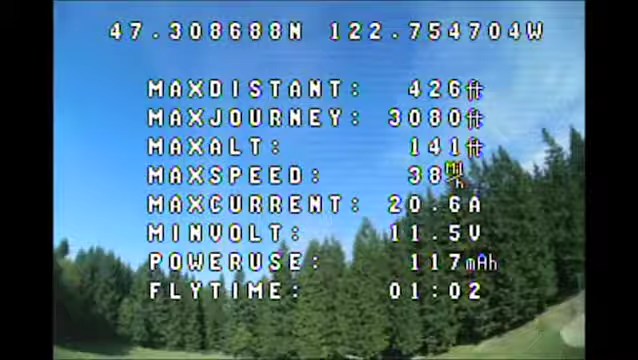 47.308688N 122.754704W
MAXDISTANT: 426ft
MAXJOURNEY: 3080ft
MAXALT: 141ft
MAXSPEED: 38Mil/h
MAXCURRENT: 20.6A
MINVOLT: 11.5V
POWERUSE: 117mAh
FLYTIME: 01:02